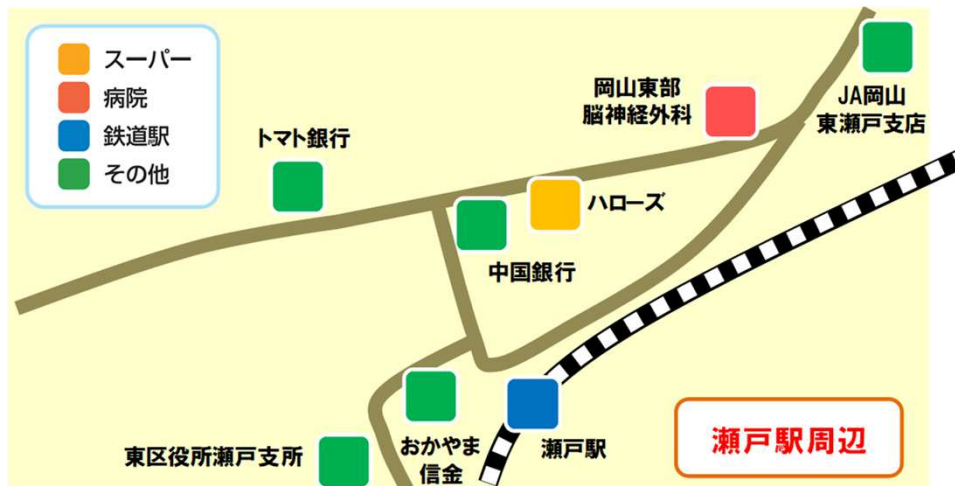 スーパー
病院
鉄道駅
その他
トマト銀行
岡山東部
脳神経外科
JA岡山
東瀬戸支店
ハローズ
中国銀行
東区役所瀬戸支所
おかやま
信金
瀬戸駅
瀬戸駅周辺